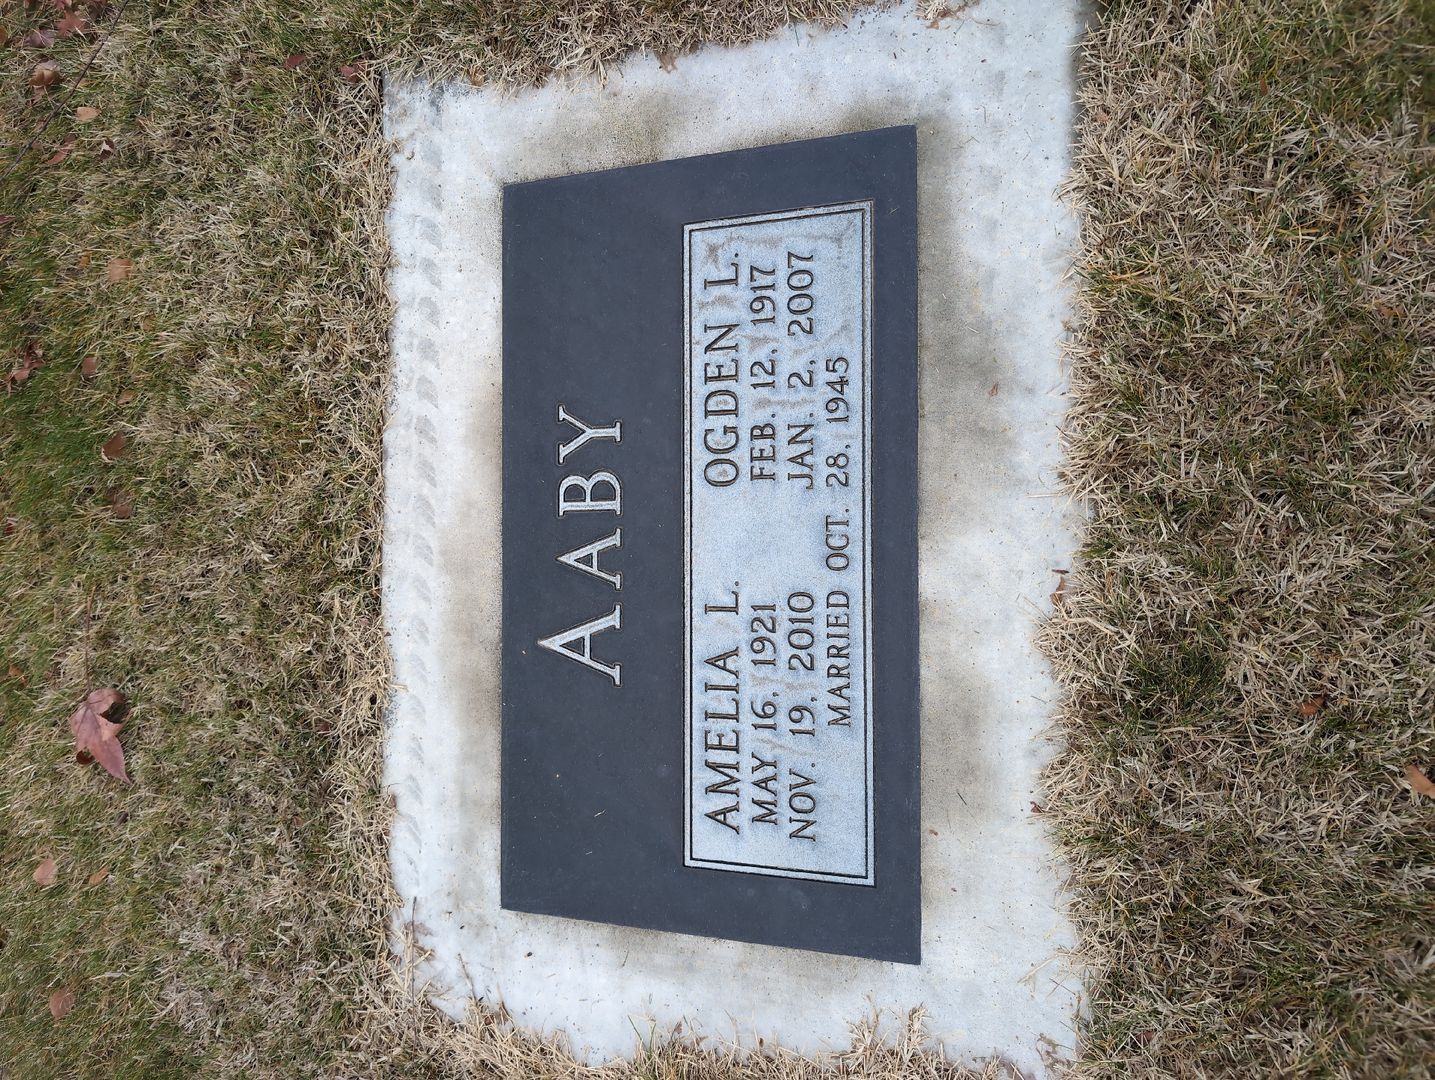 AABY
AMELIA L. OGDEN L.
MAY 16, 1921 FEB. 12, 1917
NOV. 19, 2010 JAN. 2, 2007
MARRIED OCT. 28, 1945